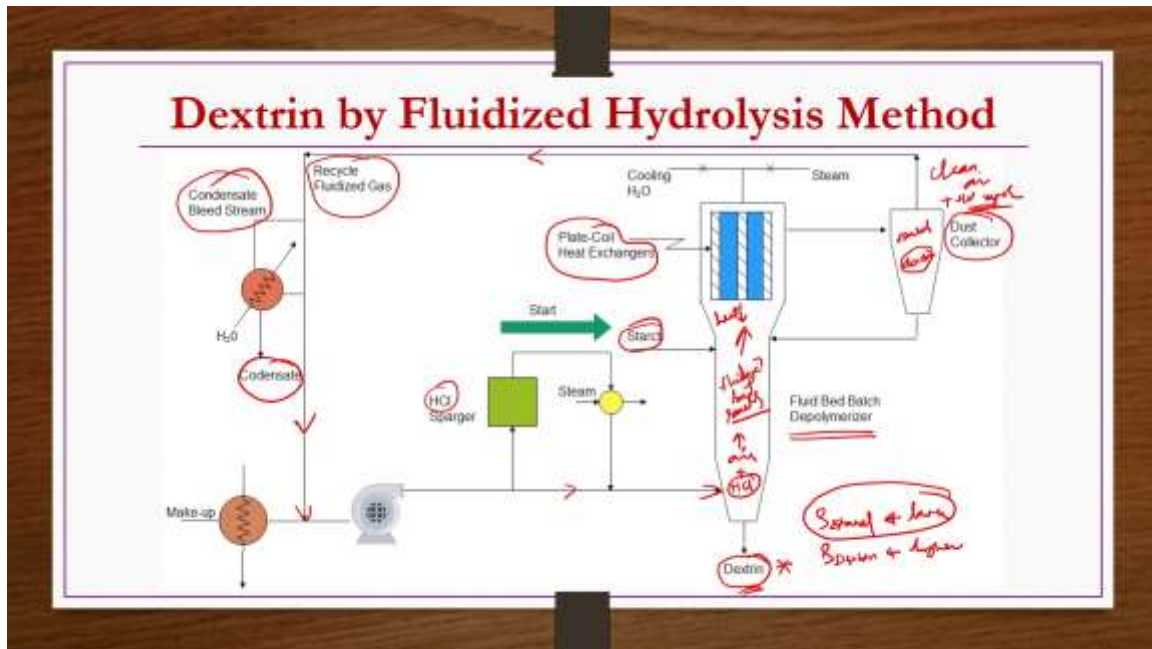 Dextrin by Fluidized Hydrolysis Method
Condensate
Bleed Stream
Recycle
Fluidized Gas
Cooling
H₂O
Steam
clean
air
Dust
Collector
Plate-Coil
Heat Exchangers
Start
Starch
H₂0
Codensate
HCl
Sparger
Steam
Fluid Bed Batch
Depolymerizer
air
+
HCl
Make-up
Dextrin *